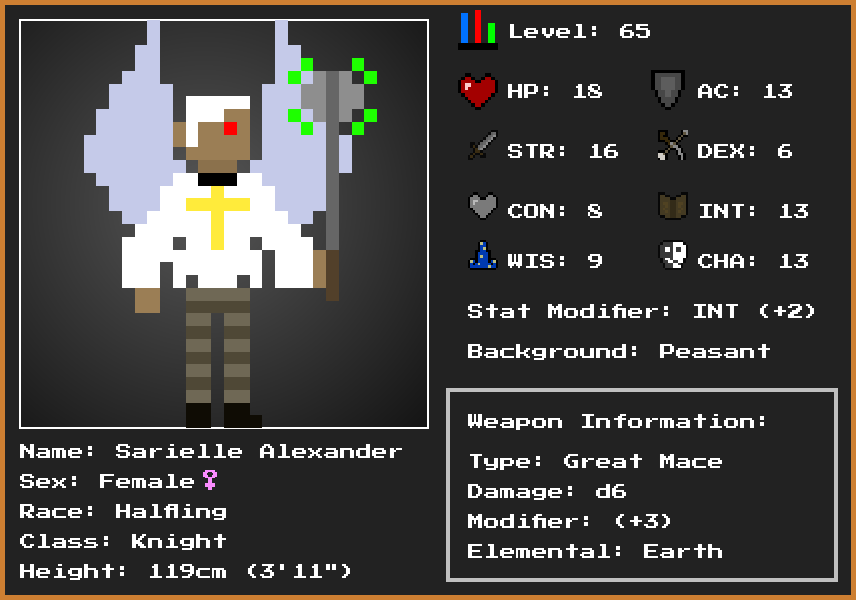 Level: 65
HP: 18
AC: 13
STR: 16
DEX: 6
CON: 8
INT: 13
WIS: 9
CHA: 13
Stat Modifier: INT (+2)
Background: Peasant
Name: Sarielle Alexander
Sex: Female♀
Race: Halfling
Class: Knight
Height: 119cm (3'11")
Weapon Information:
Type: Great Mace
Damage: d6
Modifier: (+3)
Elemental: Earth